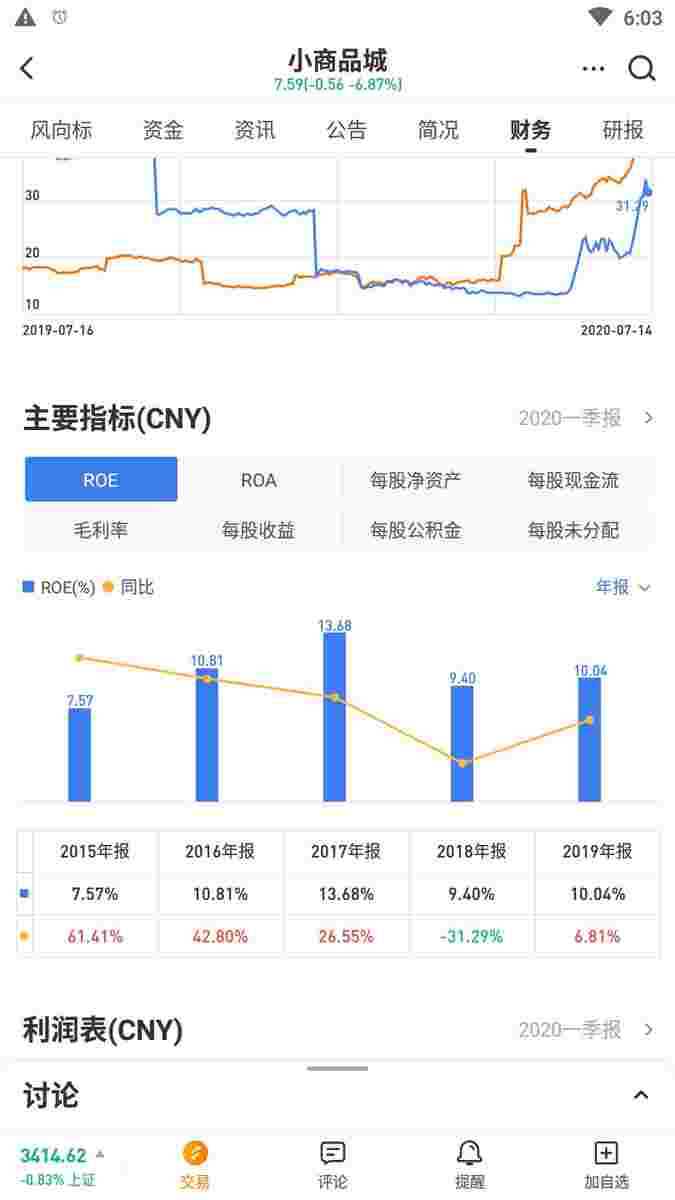 6:03
小商品城
7.59(-0.56 -6.87%)
风向标 资金 资讯 公告 简况 财务 研报
30
31.29
20
10
2019-07-16 2020-07-14
主要指标(CNY) 2020一季报
ROE ROA 每股净资产 每股现金流
毛利率 每股收益 每股公积金 每股未分配
ROE(%) 同比 年报
13.68
10.81
10.04
9.40
7.57
2015年报 2016年报 2017年报 2018年报 2019年报
7.57% 10.81% 13.68% 9.40% 10.04%
61.41% 42.80% 26.55% -31.29% 6.81%
利润表(CNY) 2020一季报
讨论
3414.62
-0.83% 上证
交易 评论 提醒 加自选